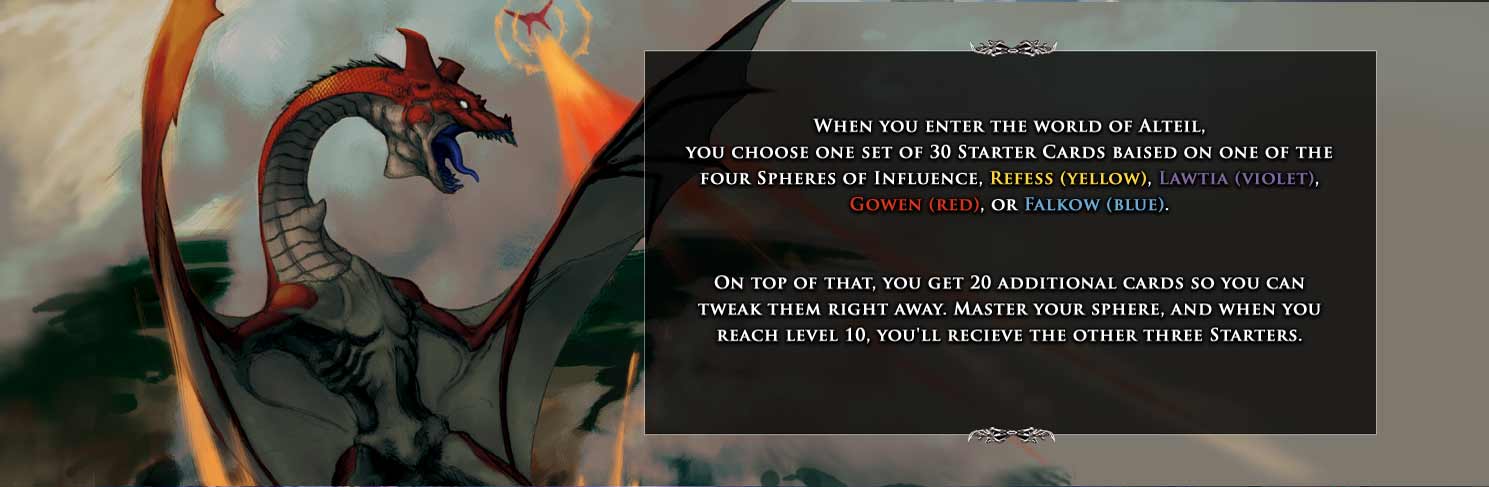 When you enter the world of Alteil,
you choose one set of 30 Starter Cards baised on one of the
four Spheres of Influence, Refess (yellow), Lawtia (violet),
Gowen (red), or Falkow (blue).
On top of that, you get 20 additional cards so you can
tweak them right away. Master your sphere, and when you
reach level 10, you'll recieve the other three Starters.